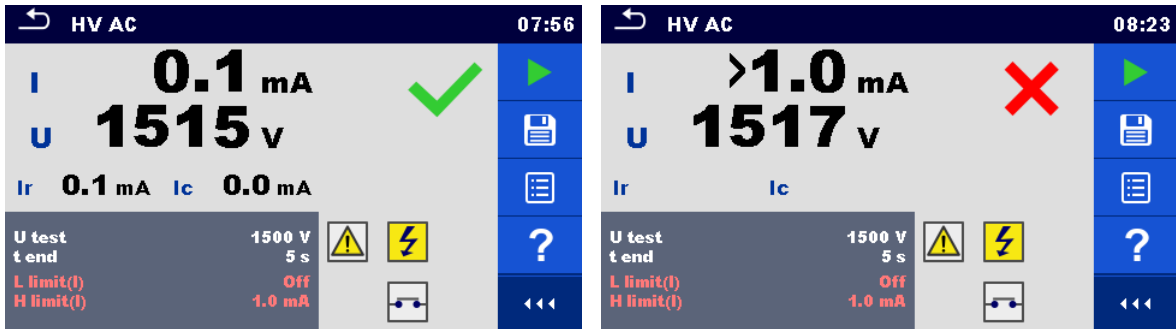 HV AC 07:56
I 0.1 mA
U 1515 V
Ir 0.1 mA Ic 0.0 mA
U test 1500 V
t end 5 s
L limit(I) Off
H limit(I) 1.0 mA
?
HV AC 08:23
I >1.0 mA
U 1517 V
Ir Ic
U test 1500 V
t end 5 s
L limit(I) Off
H limit(I) 1.0 mA
?